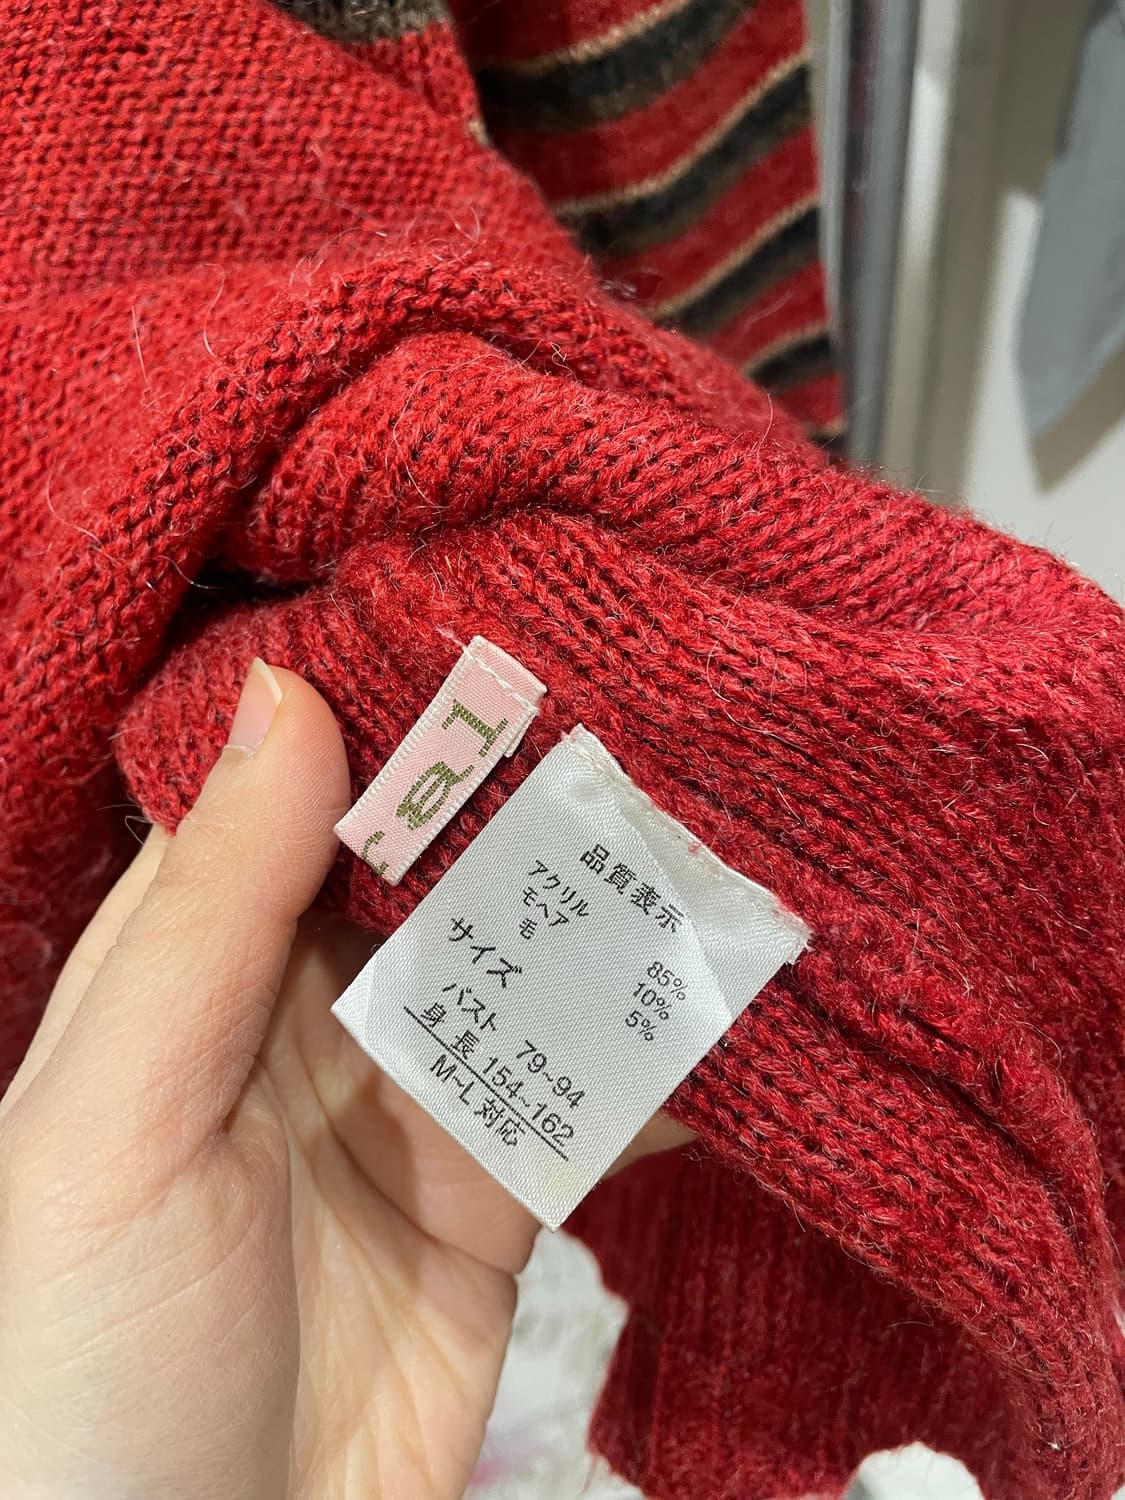 品質表示
アクリル 85%
モヘア 10%
毛 5%
サイズ
バスト 79~94
身長 154~162
M~L対応